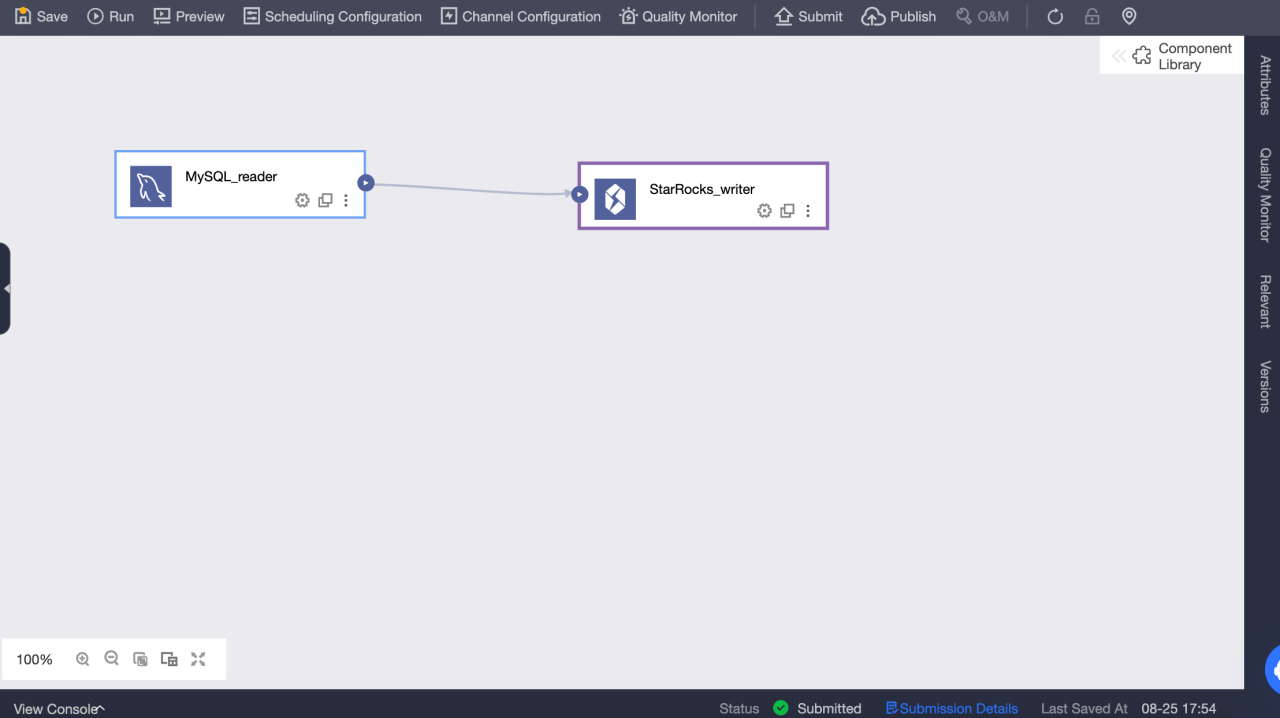 Save Run Preview Scheduling Configuration Channel Configuration Quality Monitor Submit Publish O&M
Component
Library
Attributes
Quality Monitor
Relevant
Versions
MySQL_reader
StarRocks_writer
100%
View Console Status Submitted Submission Details Last Saved At 08-25 17:54